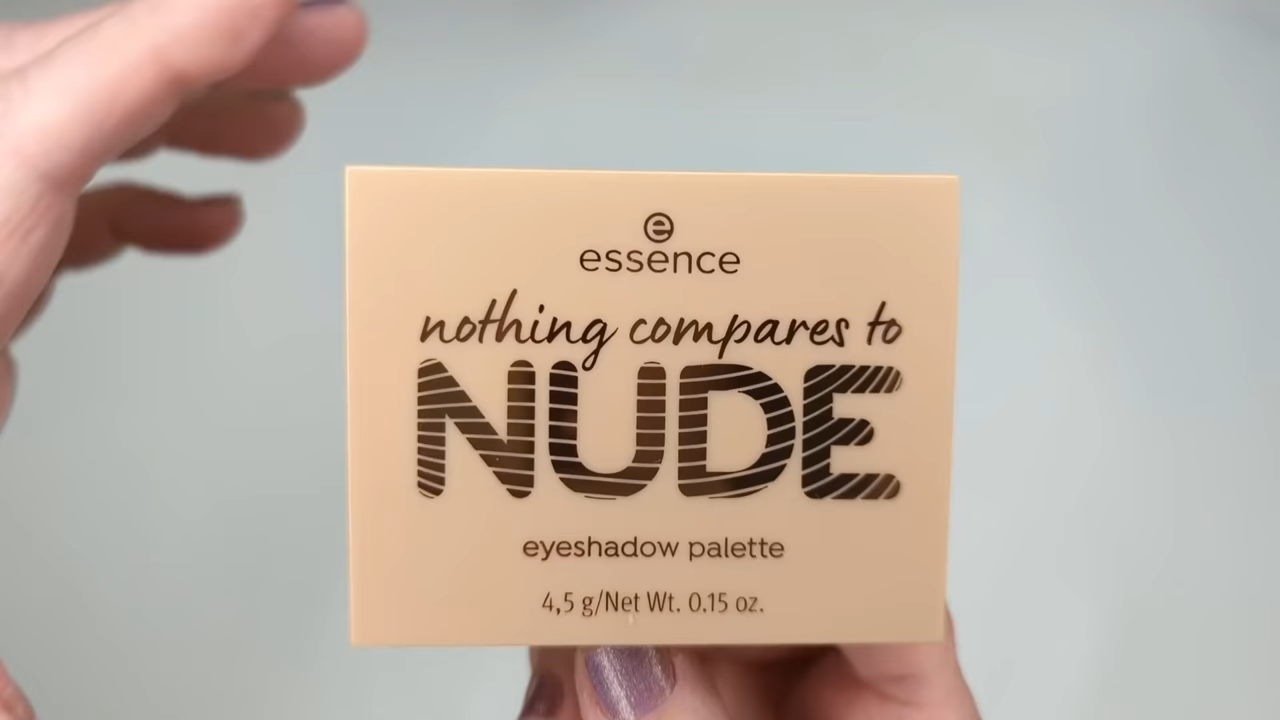 e
essence
nothing compares to
NUDE
eyeshadow palette
4,5 g/Net Wt. 0.15 oz.